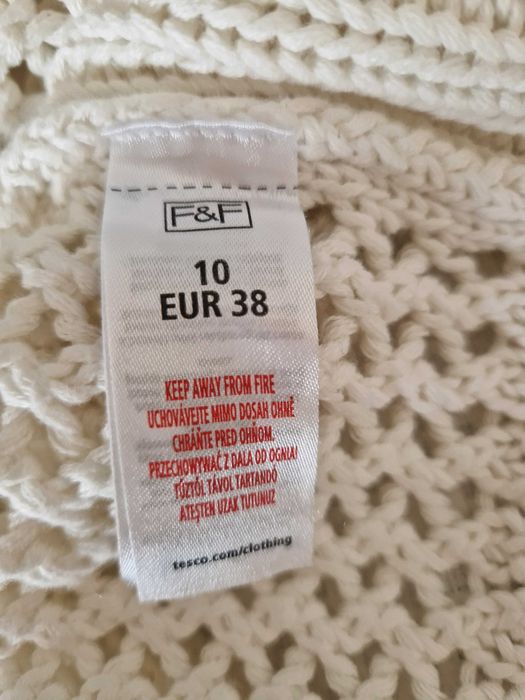 F&F
10
EUR 38
KEEP AWAY FROM FIRE
UCHOVÁVEJTE MIMO DOSAH OHNĚ
CHRÁŇTE PRED OHŇOM.
PRZECHOWYWAĆ Z DALA OD OGNIA!
TŰZTŐL TÁVOL TARTANDÓ
ATEŞTEN UZAK TUTUNUZ
tesco.com/clothing